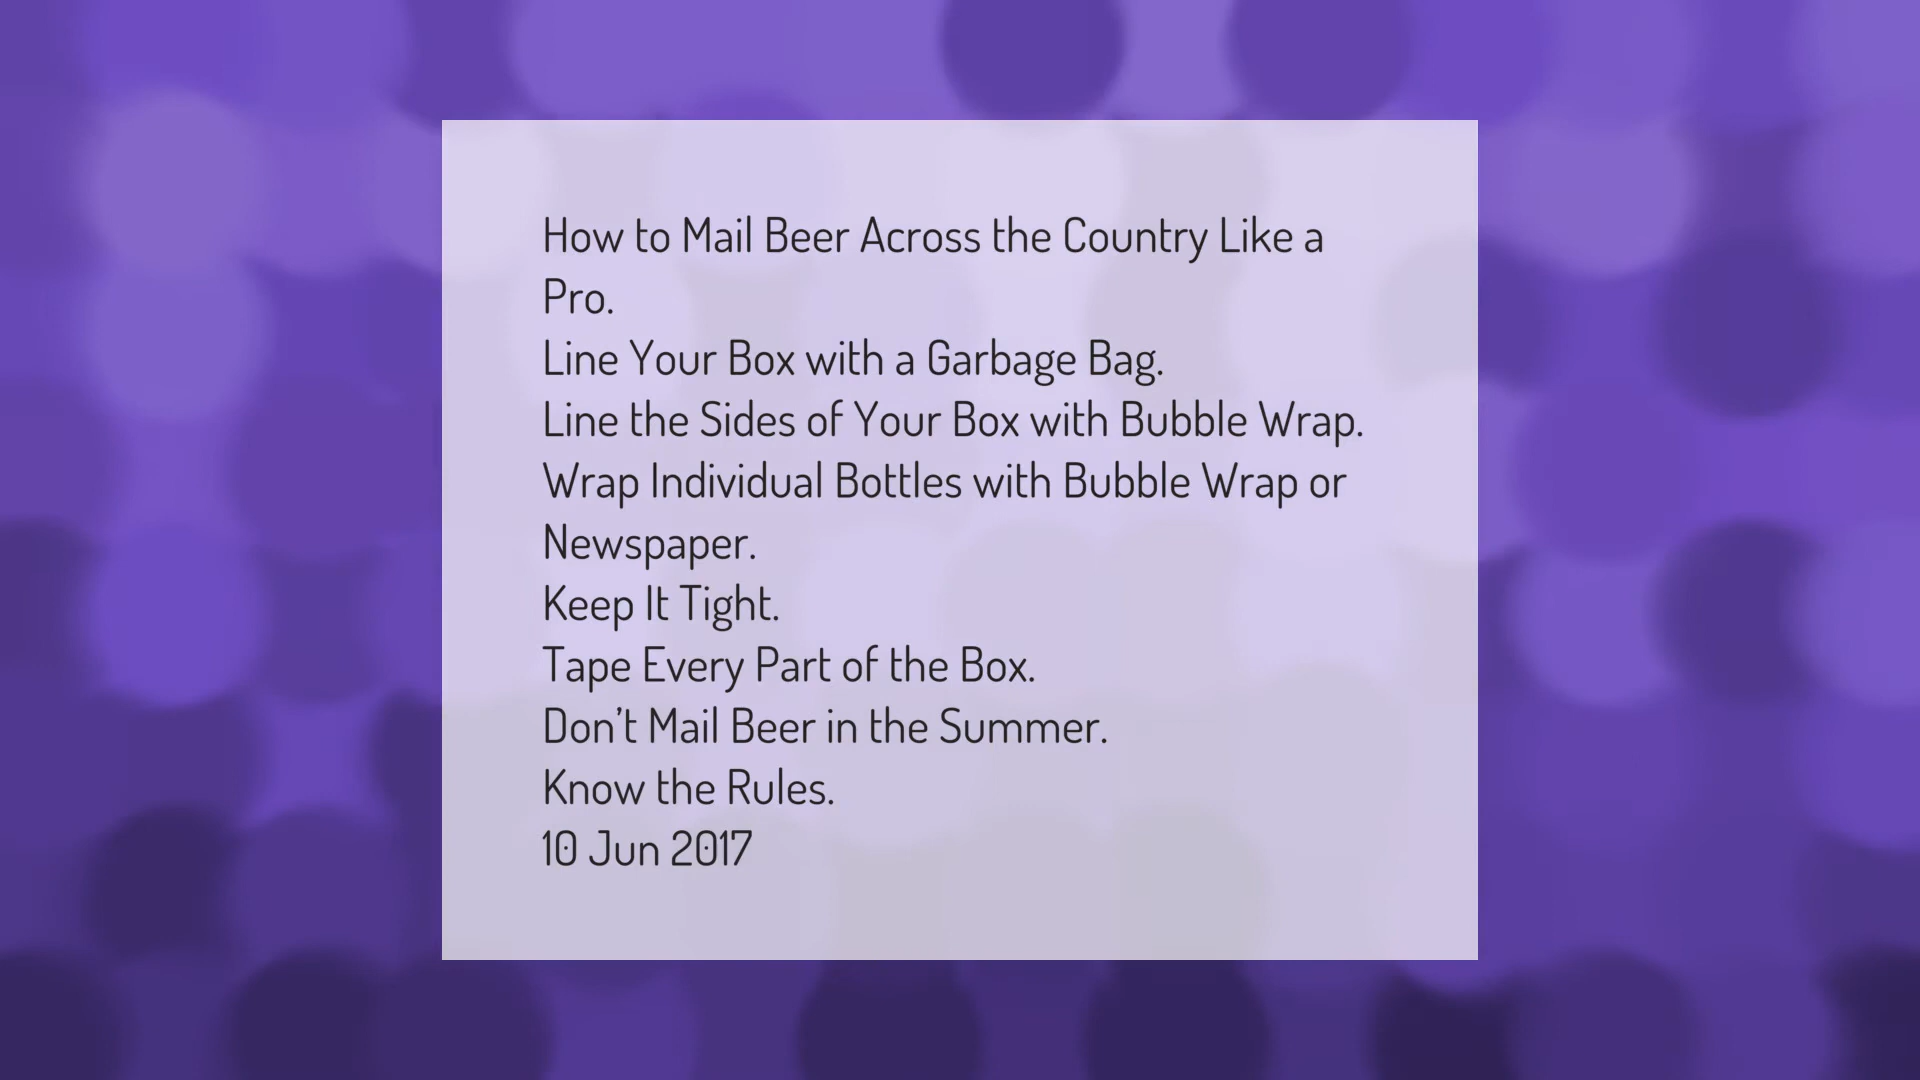 How to Mail Beer Across the Country Like a
Pro.
Line Your Box with a Garbage Bag.
Line the Sides of Your Box with Bubble Wrap.
Wrap Individual Bottles with Bubble Wrap or
Newspaper.
Keep It Tight.
Tape Every Part of the Box.
Don’t Mail Beer in the Summer.
Know the Rules.
10 Jun 2017